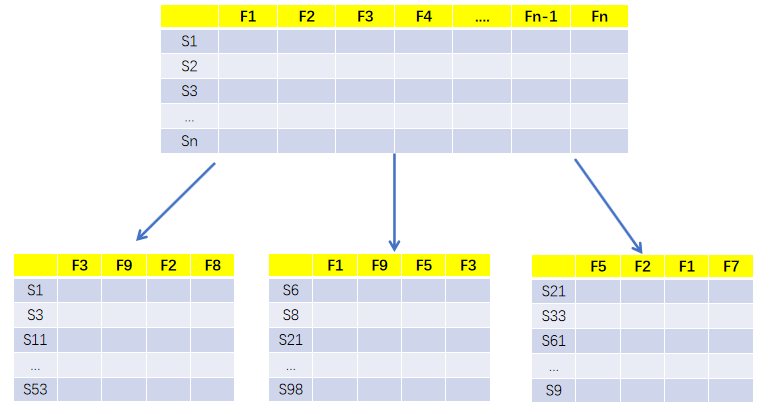 F1 F2 F3 F4 .... Fn-1 Fn
S1
S2
S3
...
Sn
F3 F9 F2 F8
S1
S3
S11
...
S53
F1 F9 F5 F3
S6
S8
S21
...
S98
F5 F2 F1 F7
S21
S33
S61
...
S9